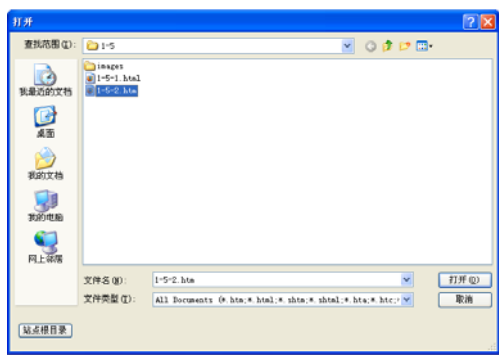 打开
查找范围(I):
1-5
images
1-5-1.html
1-5-2.htm
我最近的文档
桌面
我的文档
我的电脑
网上邻居
文件名(N):
1-5-2.htm
打开(O)
文件类型(T):
All Documents (*.htm;*.html;*.shtm;*.shtml;*.hta;*.htc;
取消
站点根目录